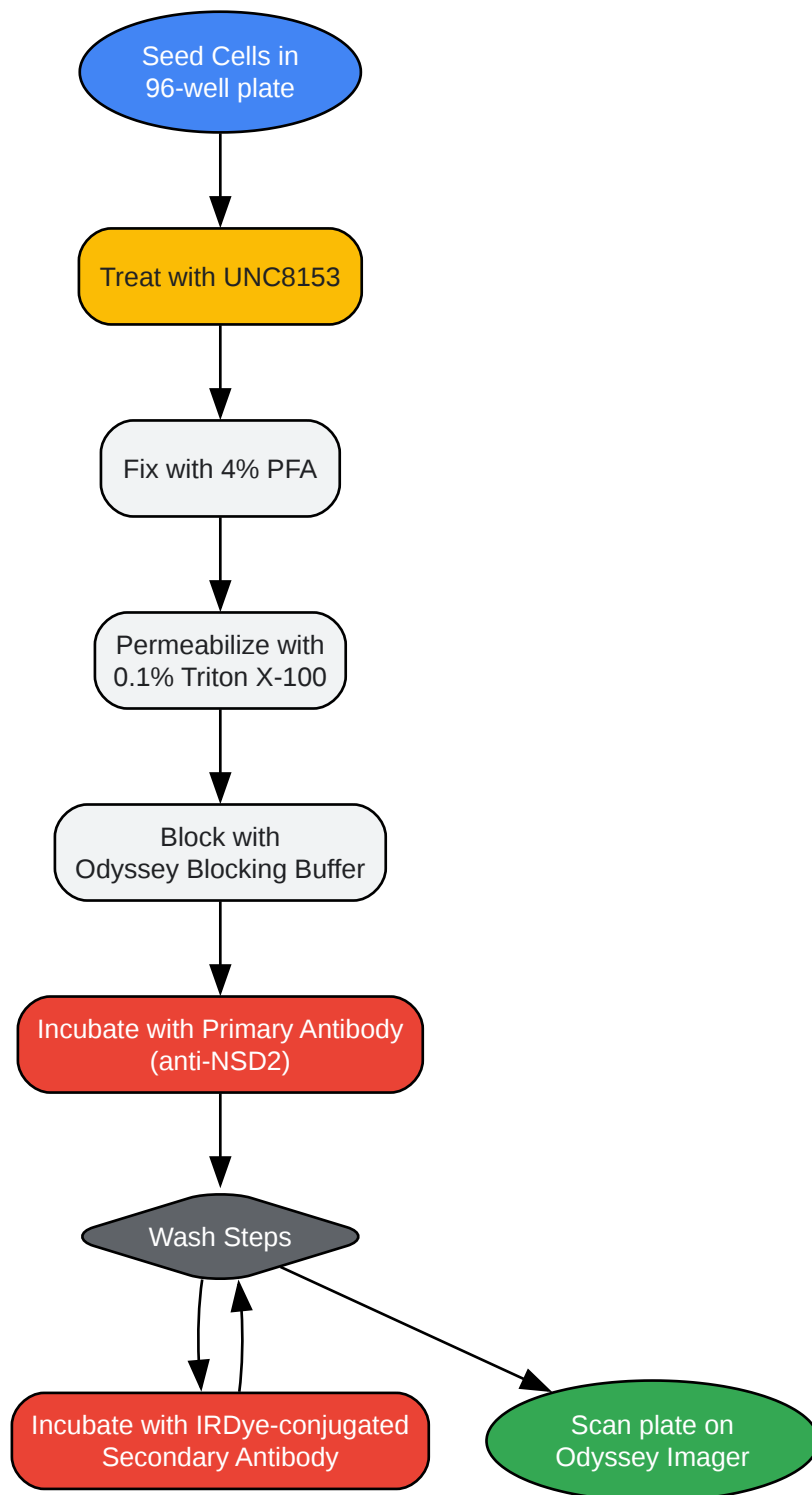 Seed Cells in
96-well plate
Treat with UNC8153
Fix with 4% PFA
Permeabilize with
0.1% Triton X-100
Block with
Odyssey Blocking Buffer
Incubate with Primary Antibody
(anti-NSD2)
Wash Steps
Incubate with IRDye-conjugated
Secondary Antibody
Scan plate on
Odyssey Imager